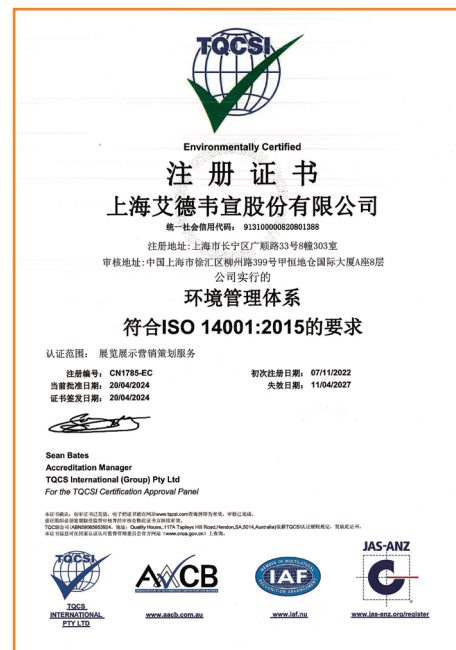 TQCSI
Environmentally Certified
注册证书
上海艾德韦宣股份有限公司
统一社会信用代码：913100000820801388
注册地址:上海市长宁区广顺路33号8幢303室
审核地址:中国上海市徐汇区柳州路399号甲恒地仓国际大厦A座8层
公司实行的
环境管理体系
符合ISO 14001:2015的要求
认证范围： 展览展示营销策划服务
注册编号： CN1785-EC 初次注册日期： 07/11/2022
当前批准日期： 20/04/2024 失效日期： 11/04/2027
证书签发日期： 20/04/2024
Sean Bates
Accreditation Manager
TQCS International (Group) Pty Ltd
For the TQCSI Certification Approval Panel
TQCSI
TQCS
INTERNATIONAL
PTY LTD
AACB
www.aacb.com.au
IAF
www.iaf.nu
JAS-ANZ
www.jas-anz.org/register